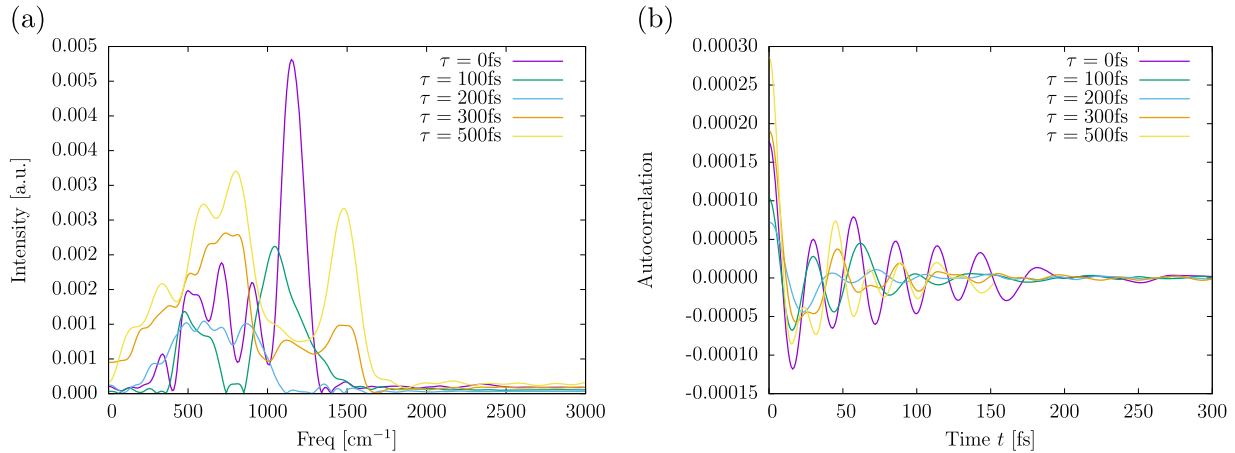 (a)
Intensity [a.u.]
0.005
0.005
0.004
0.004
0.003
0.003
0.002
0.002
0.001
0.001
0.000
0
500
1000
1500
2000
2500
3000
Freq [cm⁻¹]
τ = 0fs
τ = 100fs
τ = 200fs
τ = 300fs
τ = 500fs
(b)
Autocorrelation
0.00030
0.00025
0.00020
0.00015
0.00010
0.00005
0.00000
-0.00005
-0.00010
-0.00015
0
50
100
150
200
250
300
Time t [fs]
τ = 0fs
τ = 100fs
τ = 200fs
τ = 300fs
τ = 500fs